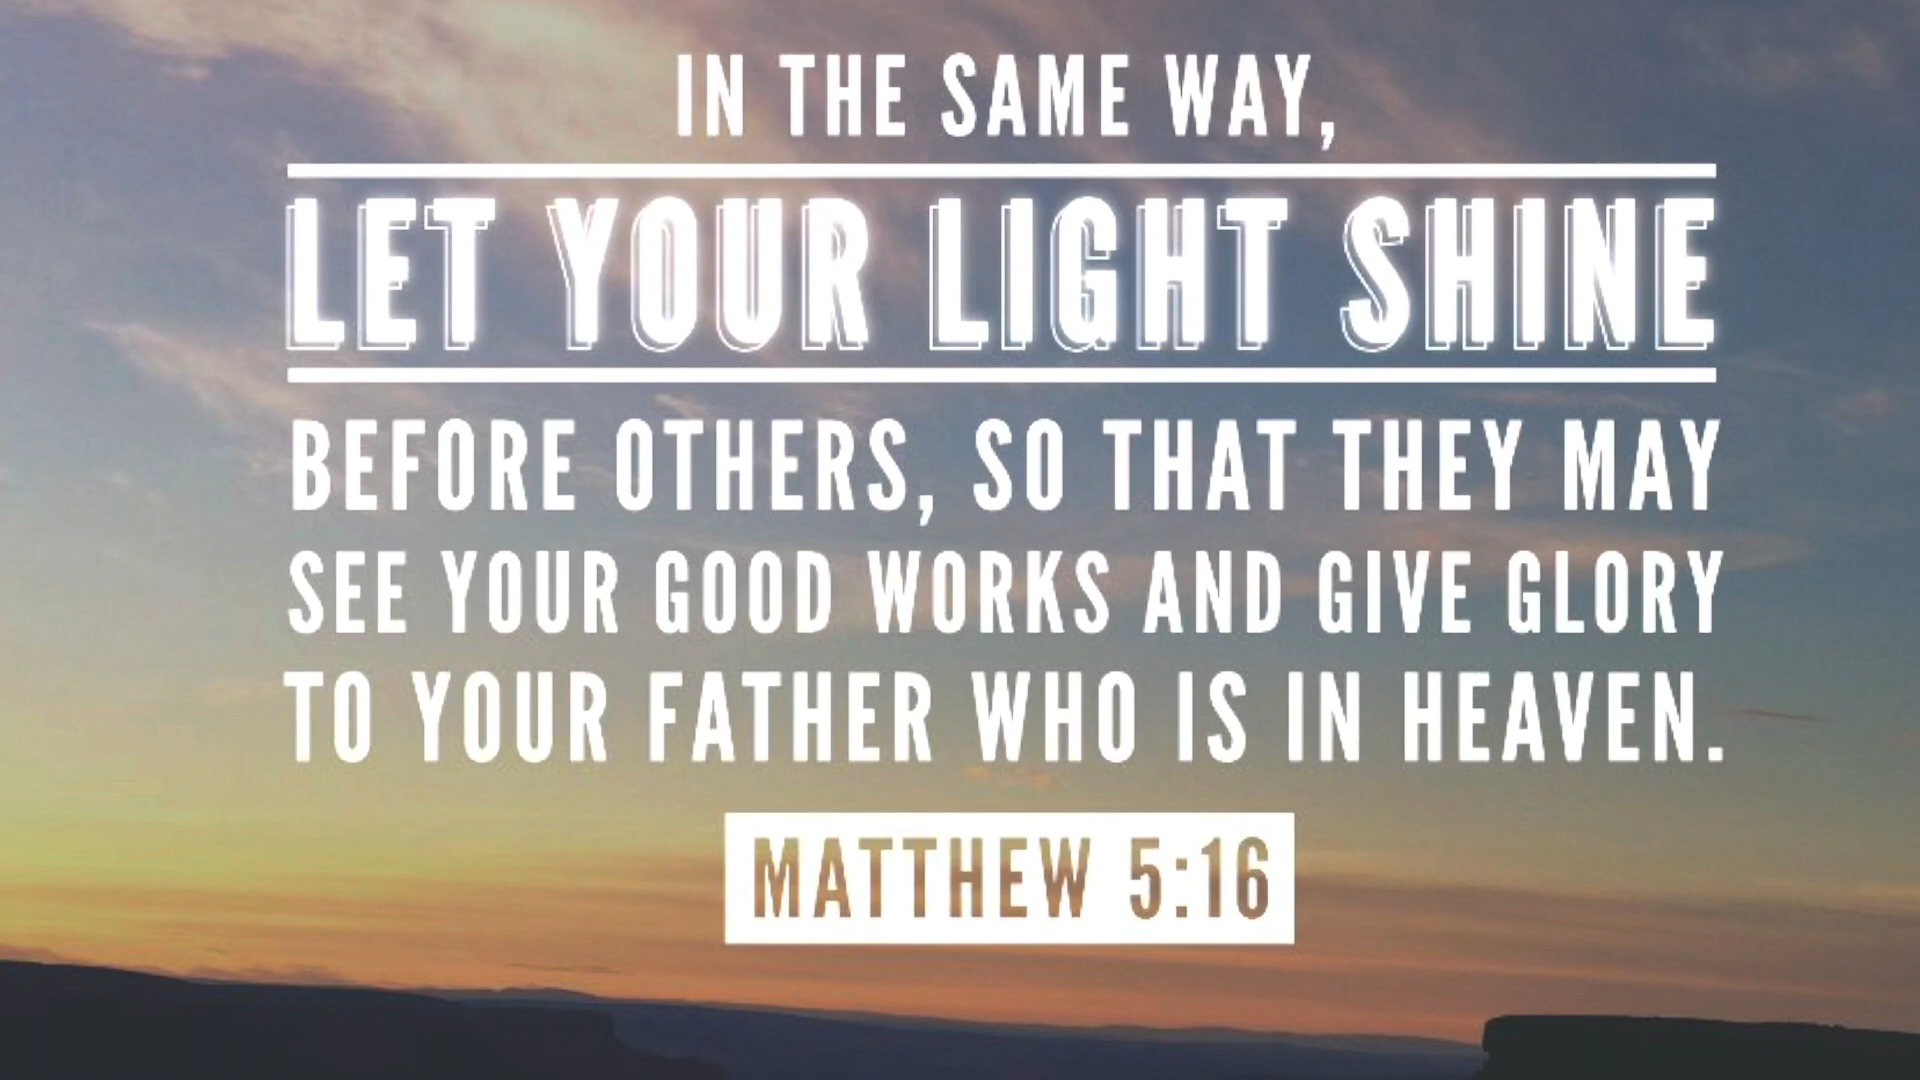 IN THE SAME WAY,
LET YOUR LIGHT SHINE
BEFORE OTHERS, SO THAT THEY MAY
SEE YOUR GOOD WORKS AND GIVE GLORY
TO YOUR FATHER WHO IS IN HEAVEN.
MATTHEW 5:16